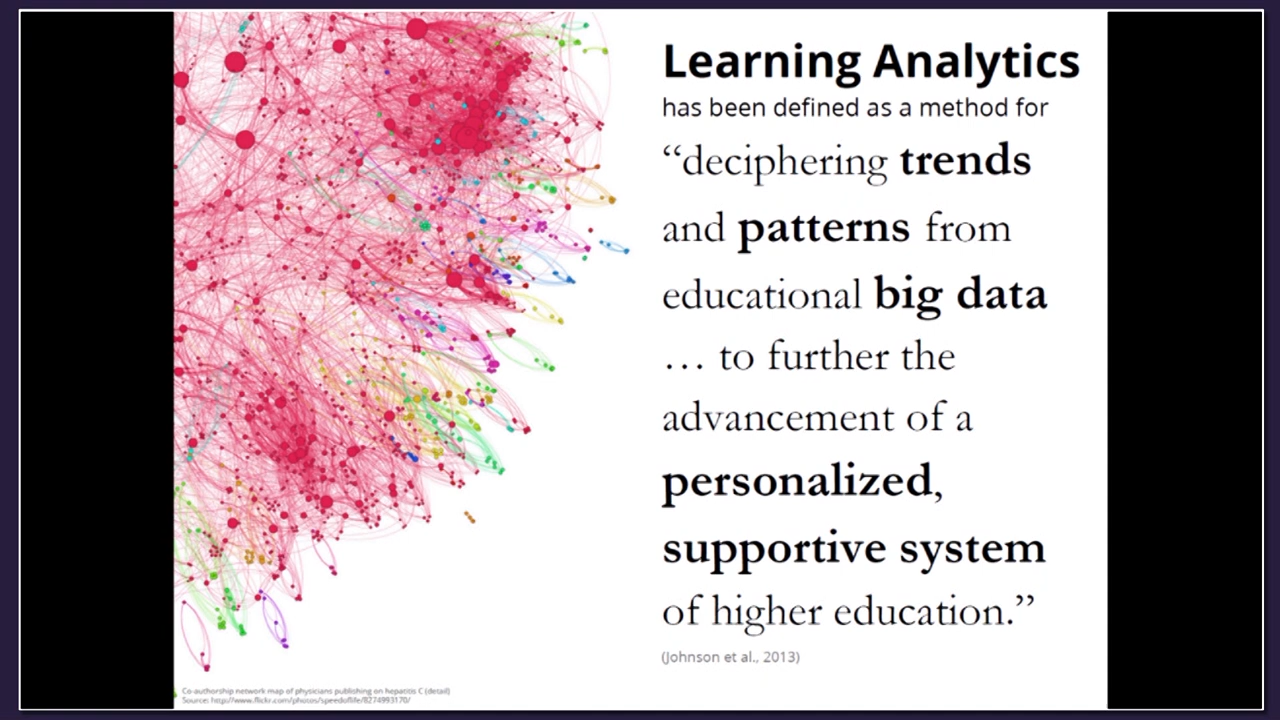 Learning Analytics
has been defined as a method for
“deciphering trends
and patterns from
educational big data
… to further the
advancement of a
personalized,
supportive system
of higher education.”
(Johnson et al., 2013)
Co-authorship network map of physicians publishing on hepatitis C (detail)
Source: http://www.flickr.com/photos/speedoflife/8274993170/